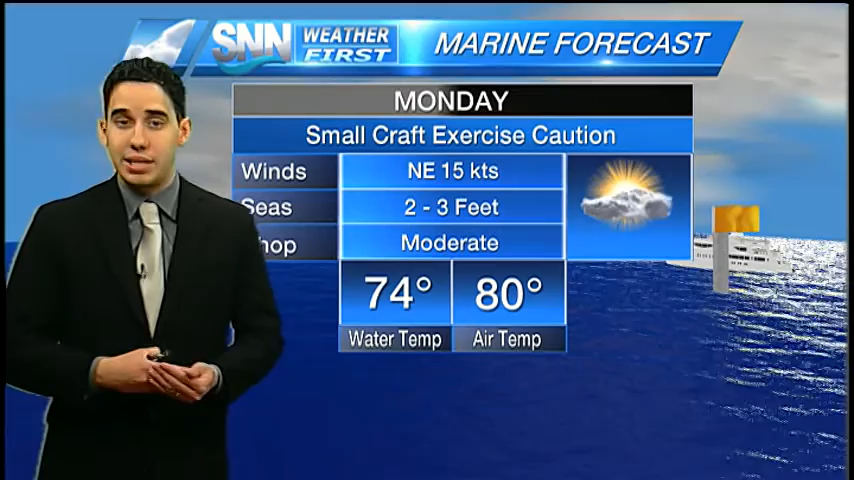 SNN WEATHER FIRST
MARINE FORECAST
MONDAY
Small Craft Exercise Caution
Winds NE 15 kts
Seas 2 - 3 Feet
hop Moderate
74° 80°
Water Temp Air Temp